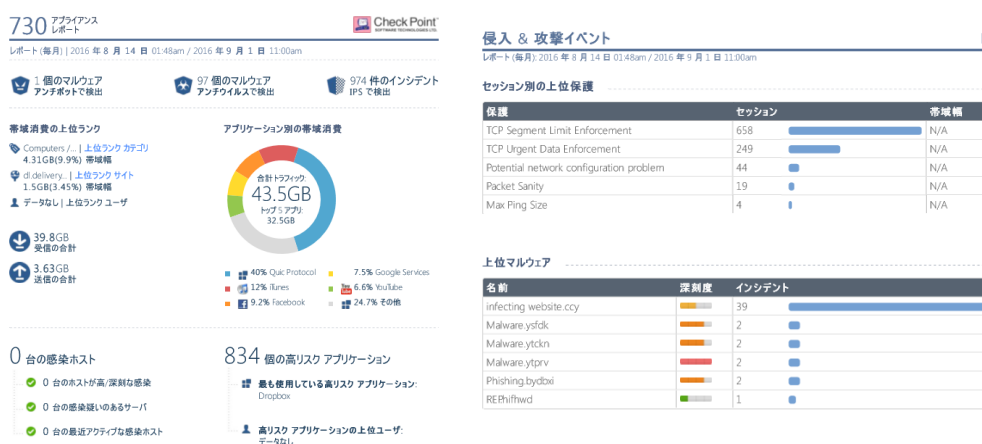 730 アプライアンス
レポート
Check Point
SOFTWARE TECHNOLOGIES LTD.
レポート (毎月) | 2016 年 8 月 14 日 01:48am / 2016 年 9 月 1 日 11:00am
1 個のマルウェア
アンチボットで検出
97 個のマルウェア
アンチウイルスで検出
974 件のインシデント
IPS で検出
帯域消費の上位ランク
Computers /... | 上位ランク カテゴリ
4.31GB(9.9%) 帯域幅
dl.delivery.. | 上位ランク サイト
1.5GB(3.45%) 帯域幅
データなし | 上位ランク ユーザ
39.8GB
受信の合計
3.63GB
送信の合計
アプリケーション別の帯域消費
合計トラフィック:
43.5GB
トップ 5 アプリ:
32.5GB
40% Quic Protocol
7.5% Google Services
12% iTunes
6.6% YouTube
9.2% Facebook
24.7% その他
0 台の感染ホスト
0 台のホストが高/深刻な感染
0 台の感染疑いのあるサーバ
0 台の最近アクティブな感染ホスト
834 個の高リスク アプリケーション
最も使用している高リスク アプリケーション:
Dropbox
高リスク アプリケーションの上位ユーザ:
データなし
侵入 & 攻撃イベント
レポート (毎月): 2016 年 8 月 14 日 01:48am / 2016 年 9 月 1 日 11:00am
セッション別の上位保護
保護 セッション 帯域幅
TCP Segment Limit Enforcement 658 N/A
TCP Urgent Data Enforcement 249 N/A
Potential network configuration problem 44 N/A
Packet Sanity 19 N/A
Max Ping Size 4 N/A
上位マルウェア
名前 深刻度 インシデント
infecting website.ccy 39
Malware.ysfdk 2
Malware.ytckn 2
Malware.ytprv 2
Phishing.bydbxi 2
REPhifhwd 1